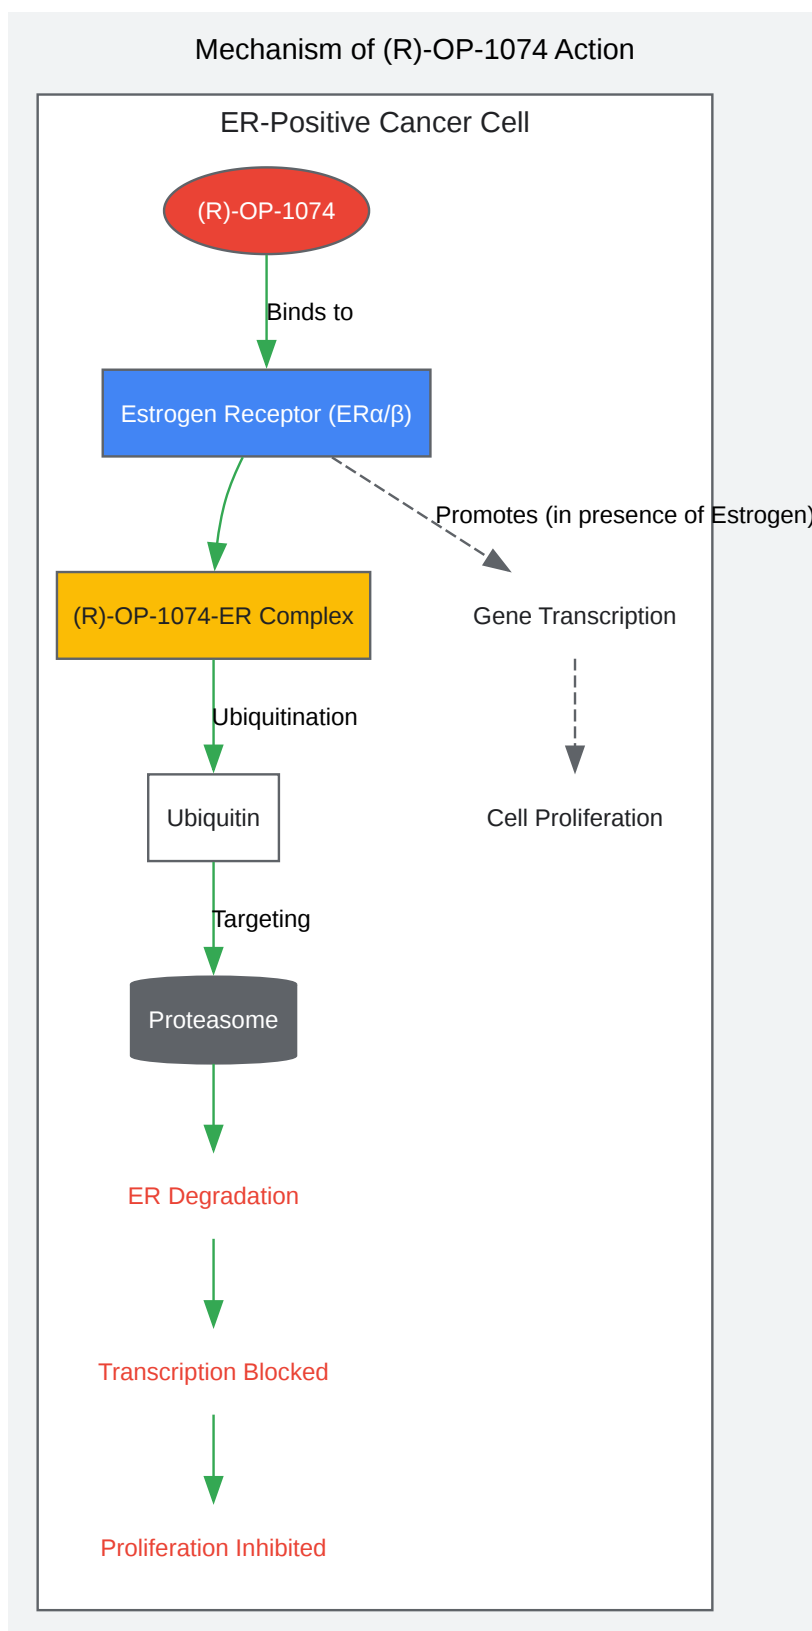 Mechanism of (R)-OP-1074 Action
ER-Positive Cancer Cell
(R)-OP-1074
Binds to
Estrogen Receptor (ERα/β)
Promotes (in presence of Estrogen)
(R)-OP-1074-ER Complex
Gene Transcription
Ubiquitination
Ubiquitin
Cell Proliferation
Targeting
Proteasome
ER Degradation
Transcription Blocked
Proliferation Inhibited